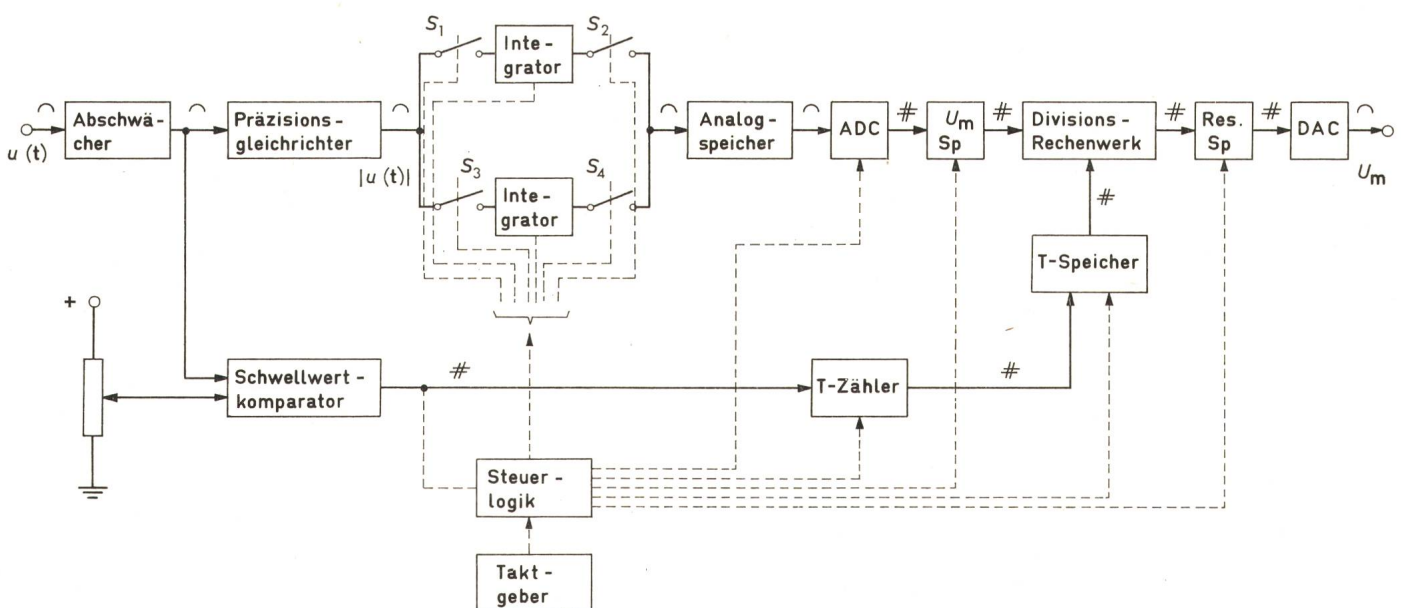 S₁
Inte-
grator
S₂
u (t)
Abschwä-
cher
Präzisions-
gleichrichter
|u (t)|
Analog-
speicher
ADC
#
Uₘ
Sp
#
Divisions-
Rechenwerk
#
Res.
Sp
#
DAC
Uₘ
S₃
Inte-
grator
S₄
#
T-Speicher
+
Schwellwert-
komparator
#
T-Zähler
#
Steuer-
logik
Takt-
geber